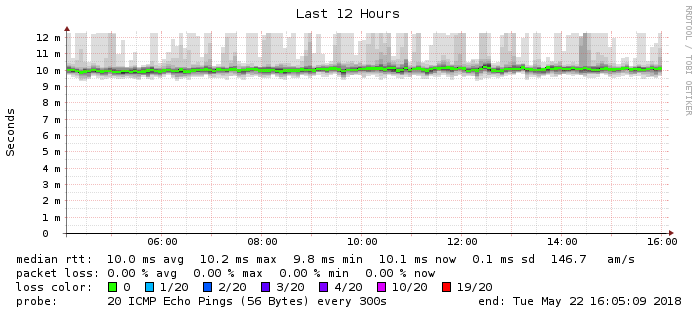 Last 12 Hours
RRDTOOL / TOBI OETIKER
Seconds
12 m
11 m
10 m
9 m
8 m
7 m
6 m
5 m
4 m
3 m
2 m
1 m
0
06:00 08:00 10:00 12:00 14:00 16:00
median rtt: 10.0 ms avg 10.2 ms max 9.8 ms min 10.1 ms now 0.1 ms sd 146.7 am/s
packet loss: 0.00 % avg 0.00 % max 0.00 % min 0.00 % now
loss color: 0 1/20 2/20 3/20 4/20 10/20 19/20
probe: 20 ICMP Echo Pings (56 Bytes) every 300s end: Tue May 22 16:05:09 2018